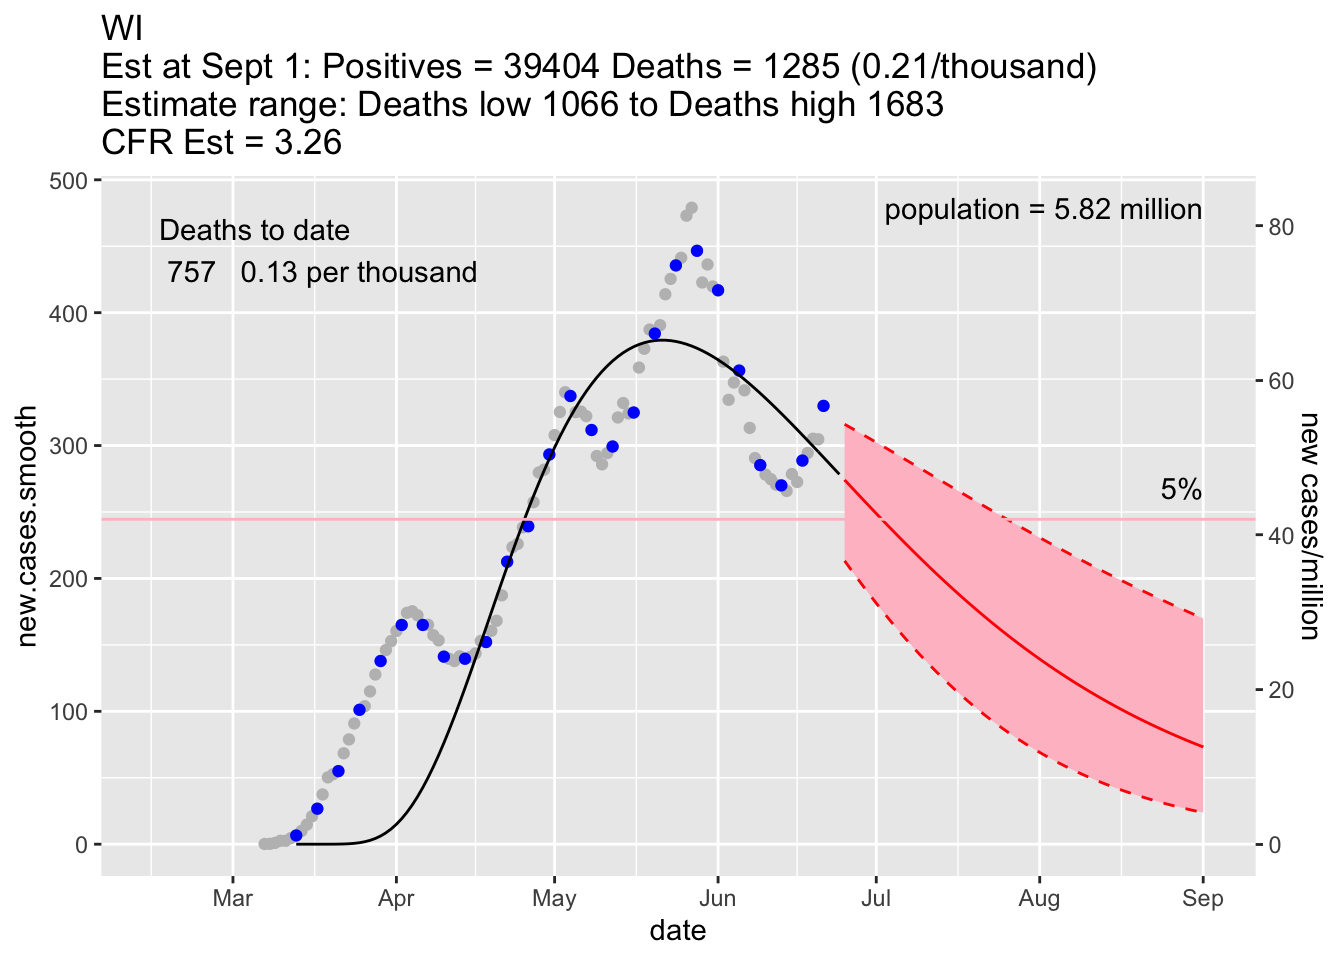 WI
Est at Sept 1: Positives = 39404 Deaths = 1285 (0.21/thousand)
Estimate range: Deaths low 1066 to Deaths high 1683
CFR Est = 3.26
Deaths to date
757 0.13 per thousand
population = 5.82 million
5%
new.cases.smooth
500
400
300
200
100
0
new cases/million
80
60
40
20
0
Mar Apr May Jun Jul Aug Sep
date